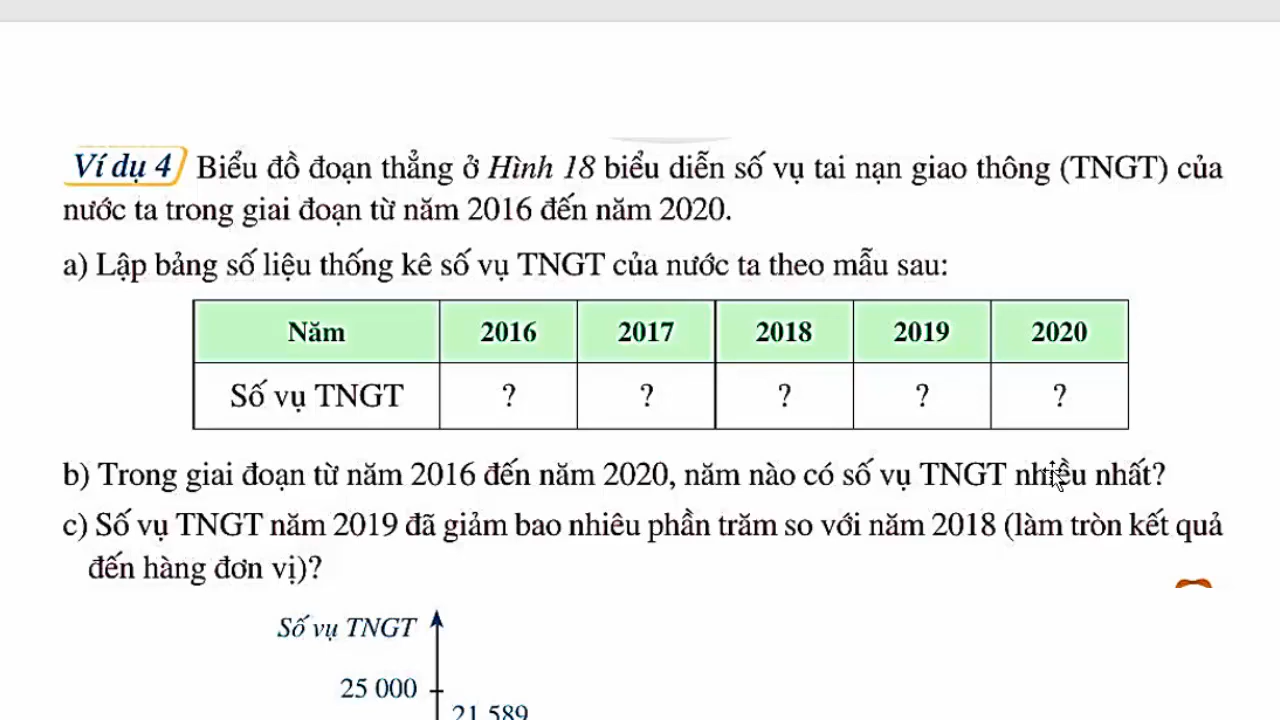 Ví dụ 4 Biểu đồ đoạn thẳng ở Hình 18 biểu diễn số vụ tai nạn giao thông (TNGT) của
nước ta trong giai đoạn từ năm 2016 đến năm 2020.
a) Lập bảng số liệu thống kê số vụ TNGT của nước ta theo mẫu sau:
Năm 2016 2017 2018 2019 2020
Số vụ TNGT ? ? ? ? ?
b) Trong giai đoạn từ năm 2016 đến năm 2020, năm nào có số vụ TNGT nhiều nhất?
c) Số vụ TNGT năm 2019 đã giảm bao nhiêu phần trăm so với năm 2018 (làm tròn kết quả
đến hàng đơn vị)?
Số vụ TNGT
25 000
21 589